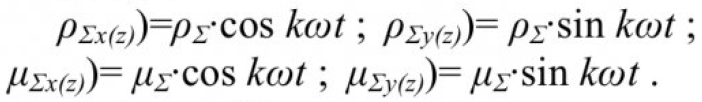 ρΣx(z))=ρΣ·cos kωt ; ρΣy(z))= ρΣ·sin kωt ;
μΣx(z))= μΣ·cos kωt ; μΣy(z))= μΣ·sin kωt .